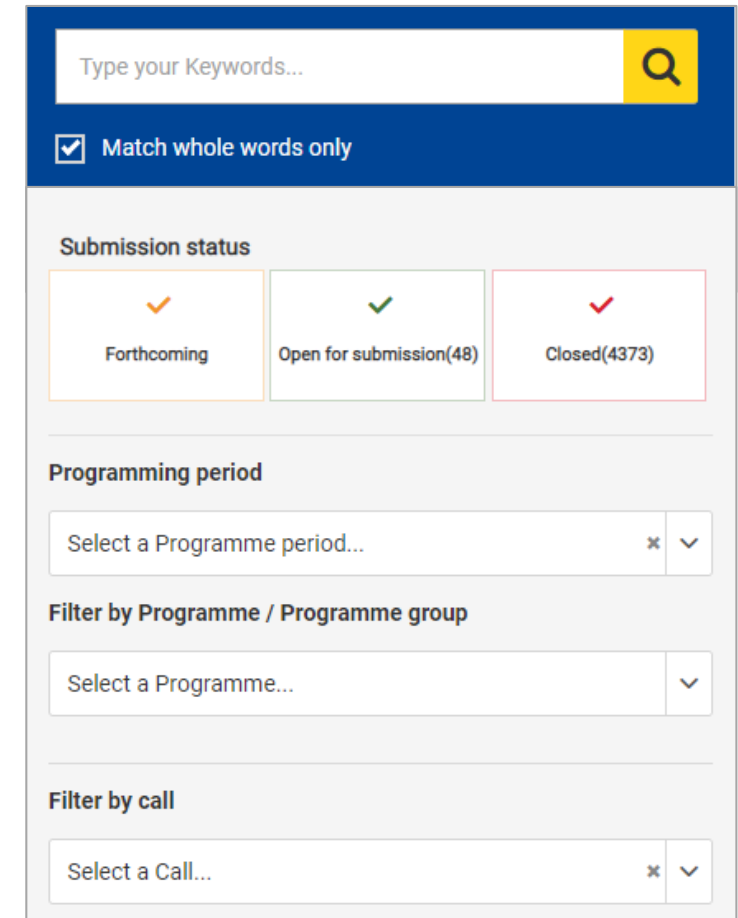 Type your Keywords...
Match whole words only
Submission status
Forthcoming
Open for submission(48)
Closed(4373)
Programming period
Select a Programme period...
Filter by Programme / Programme group
Select a Programme...
Filter by call
Select a Call...